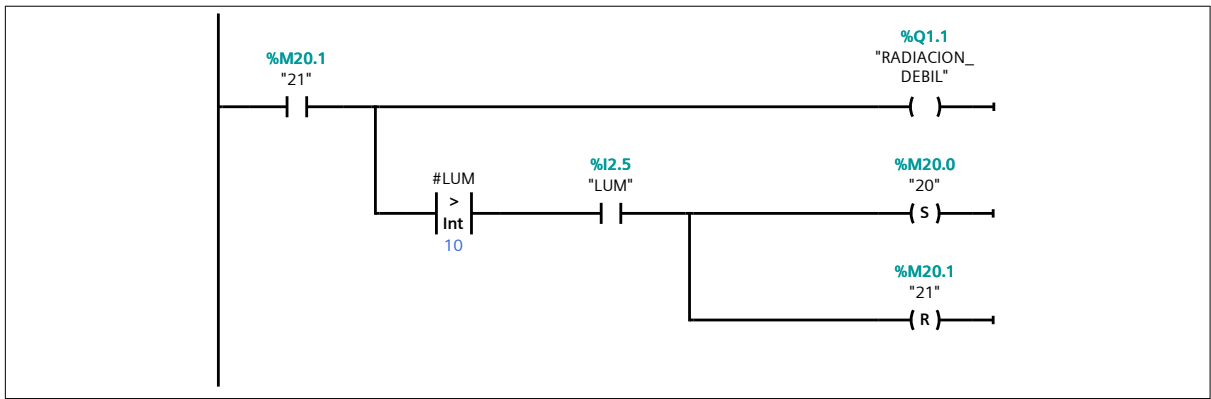 %Q1.1
"RADIACION_
DEBIL"
%M20.1
"21"
%I2.5
"LUM"
%M20.0
"20"
#LUM
>
Int
10
S
%M20.1
"21"
R